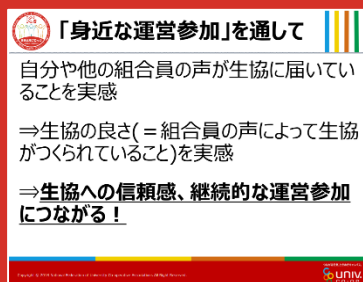 「身近な運営参加」を通して
自分や他の組合員の声が生協に届いてい
ることを実感
⇒生協の良さ(=組合員の声によって生協
がつくられていること)を実感
⇒生協への信頼感、継続的な運営参加
につながる！
univ.
CO-OP